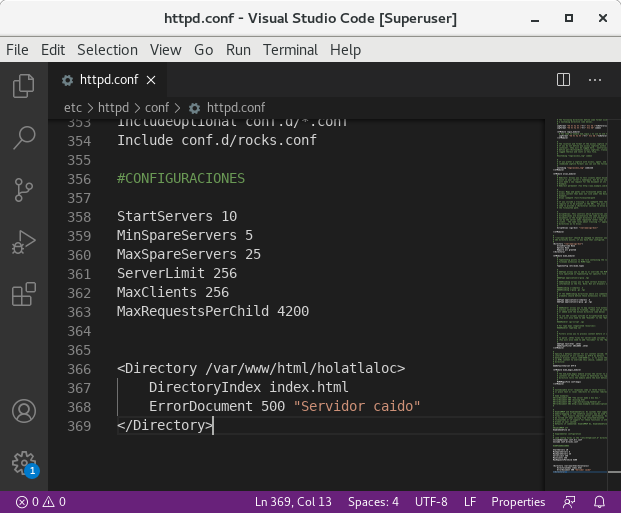 httpd.conf - Visual Studio Code [Superuser]
File Edit Selection View Go Run Terminal Help
httpd.conf
etc > httpd > conf > httpd.conf
353 IncludeOptional conf.d/*.conf
354 Include conf.d/rocks.conf
355
356 #CONFIGURACIONES
357
358 StartServers 10
359 MinSpareServers 5
360 MaxSpareServers 25
361 ServerLimit 256
362 MaxClients 256
363 MaxRequestsPerChild 4200
364
365
366 <Directory /var/www/html/holatlaloc>
367     DirectoryIndex index.html
368     ErrorDocument 500 "Servidor caido"
369 </Directory>
1
0 0 Ln 369, Col 13 Spaces: 4 UTF-8 LF Properties